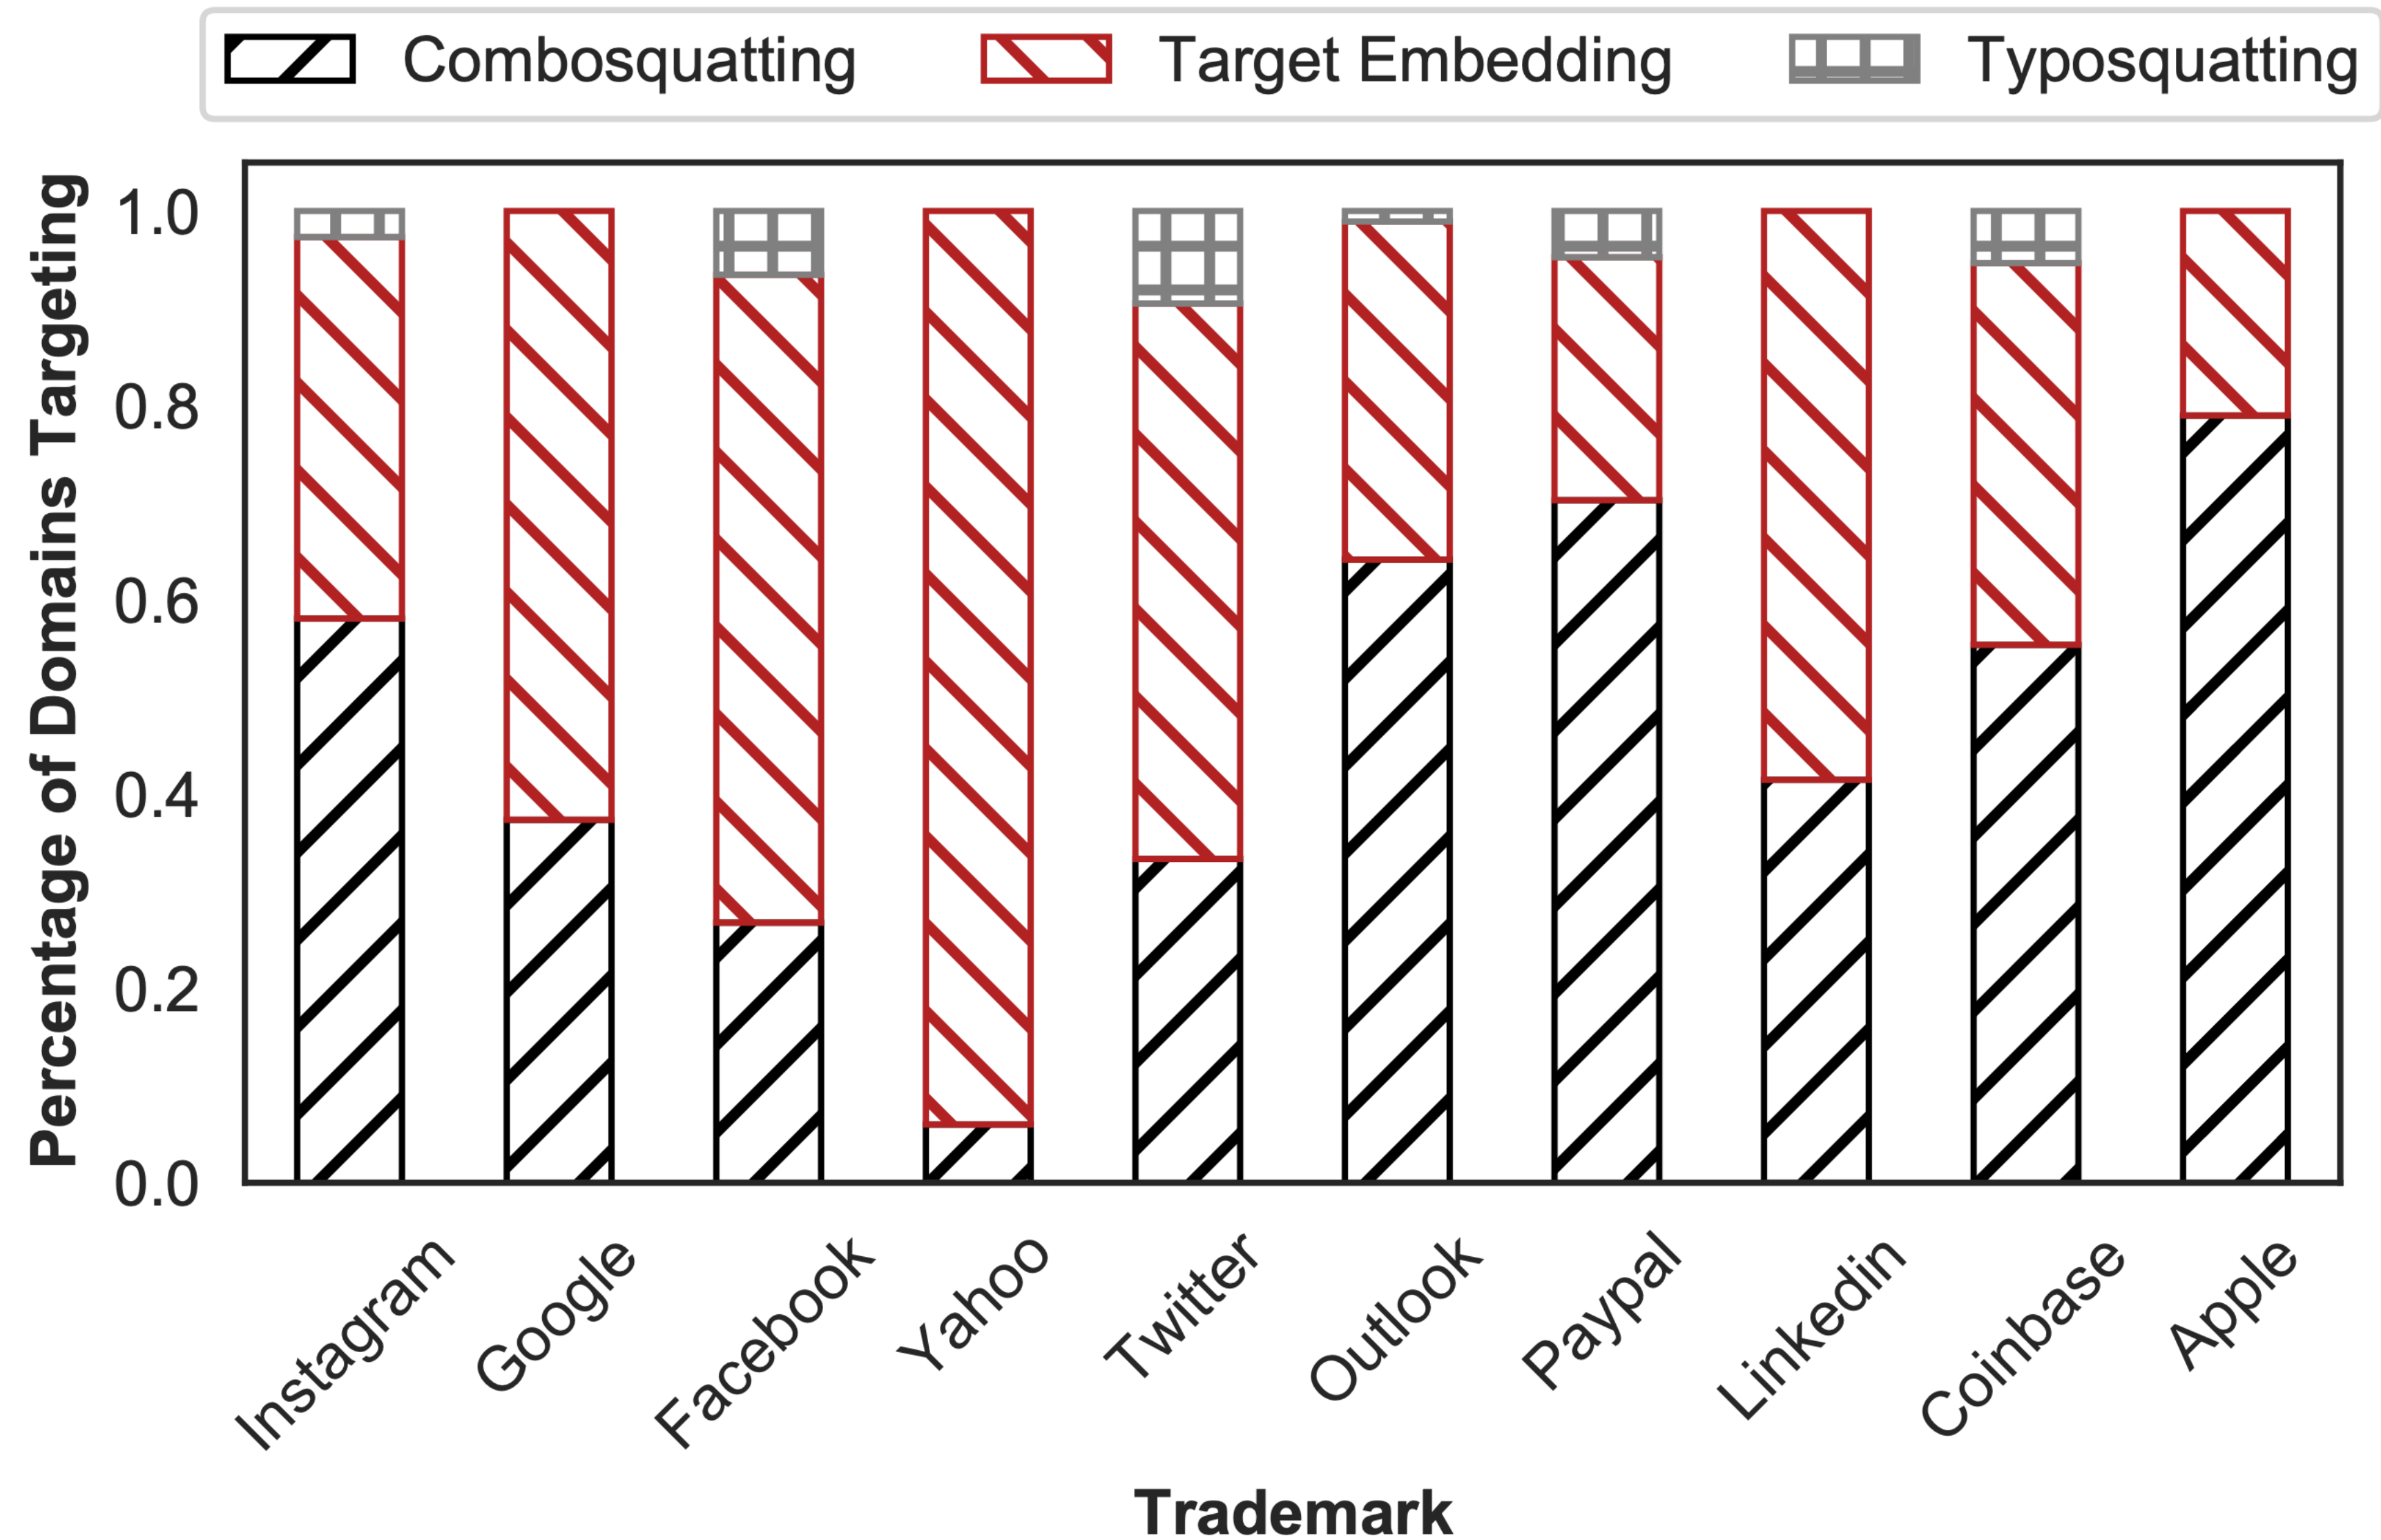 Combosquatting Target Embedding Typosquatting
Percentage of Domains Targeting
1.0
0.8
0.6
0.4
0.2
0.0
Instagram Google Facebook Yahoo Twitter Outlook Paypal Linkedin Coinbase Apple
Trademark